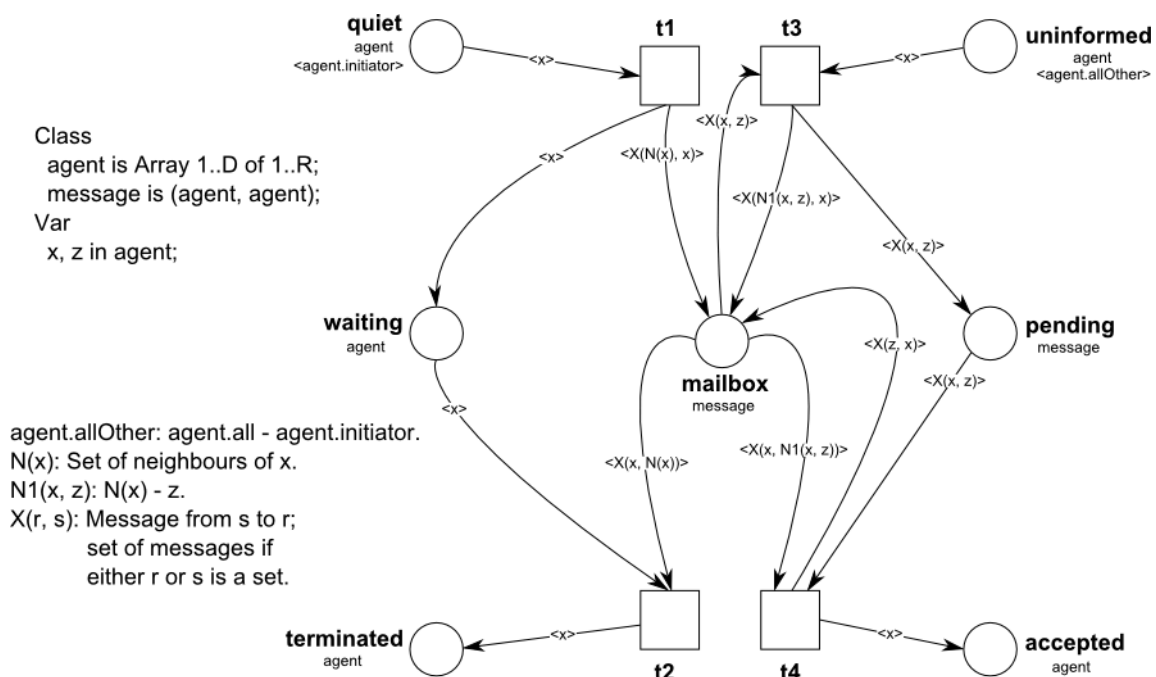 quiet
agent
<agent.initiator>
t1
t3
uninformed
agent
<agent.allOther>
<x>
<x>
Class
agent is Array 1..D of 1..R;
message is (agent, agent);
Var
x, z in agent;
<x>
<X(N(x), x)>
<X(x, z)>
<X(N1(x, z), x)>
<X(x, z)>
waiting
agent
mailbox
message
pending
message
<X(z, x)>
<X(x, z)>
<x>
agent.allOther: agent.all - agent.initiator.
N(x): Set of neighbours of x.
N1(x, z): N(x) - z.
X(r, s): Message from s to r;
set of messages if
either r or s is a set.
<X(x, N(x))>
<X(x, N1(x, z))>
terminated
agent
<x>
t2
t4
<x>
accepted
agent